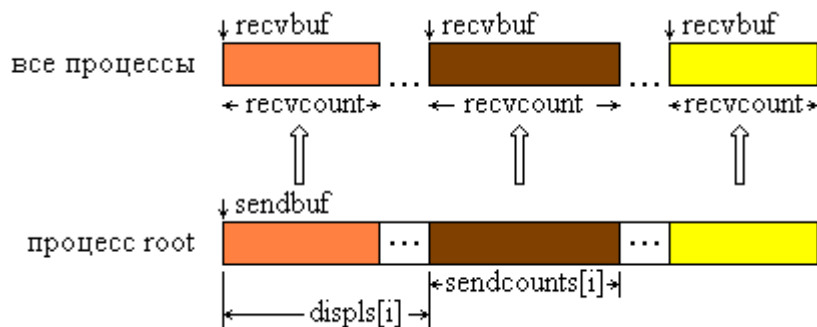 recvbuf recvbuf recvbuf
все процессы ... ...
recvcount recvcount recvcount
sendbuf
процесс root ... ...
sendcounts[i]
displs[i]